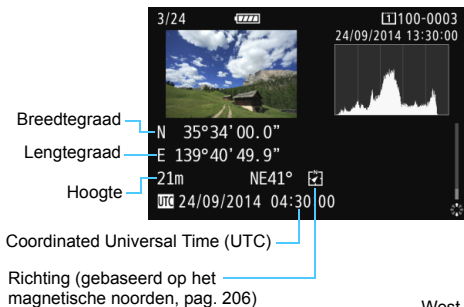 3/24 1 100-0003
24/09/2014 13:30:00
Breedtegraad
N 35°34'00.0"
Lengtegraad
E 139°40'49.9"
Hoogte
21m NE41°
UTC 24/09/2014 04:30:00
Coordinated Universal Time (UTC)
Richting (gebaseerd op het
magnetische noorden, pag. 206)
West